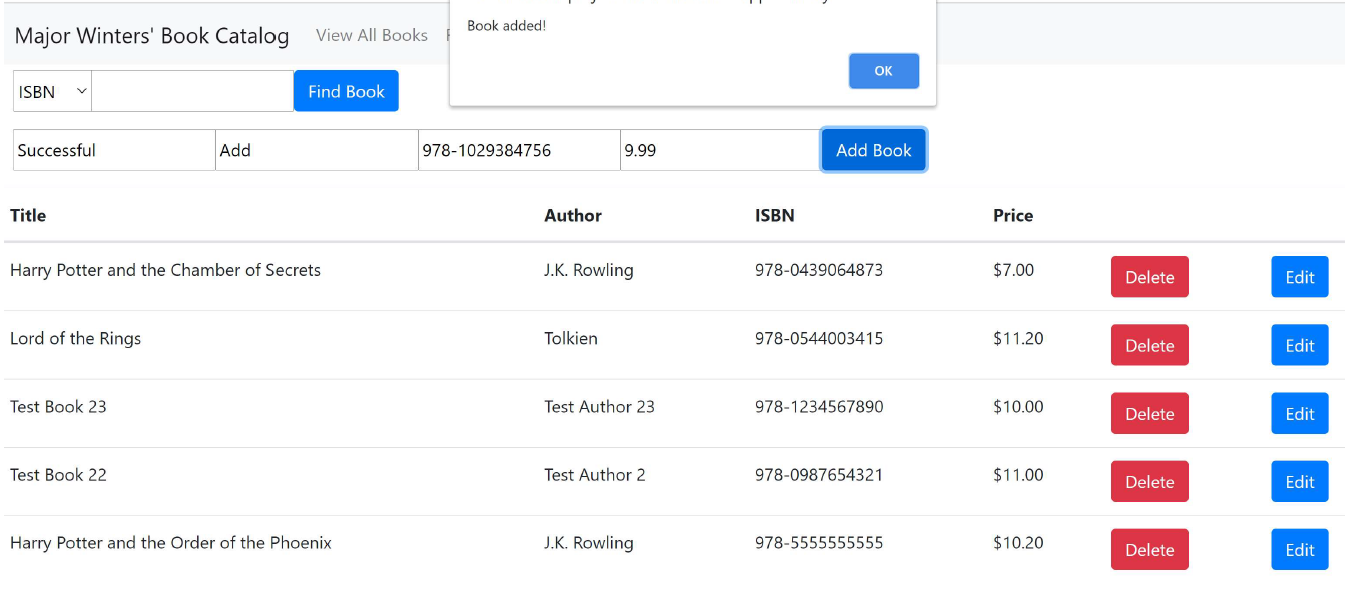 Book added!
OK
Major Winters' Book Catalog View All Books
ISBN Find Book
Successful Add 978-1029384756 9.99 Add Book
Title Author ISBN Price
Harry Potter and the Chamber of Secrets J.K. Rowling 978-0439064873 $7.00 Delete Edit
Lord of the Rings Tolkien 978-0544003415 $11.20 Delete Edit
Test Book 23 Test Author 23 978-1234567890 $10.00 Delete Edit
Test Book 22 Test Author 2 978-0987654321 $11.00 Delete Edit
Harry Potter and the Order of the Phoenix J.K. Rowling 978-5555555555 $10.20 Delete Edit